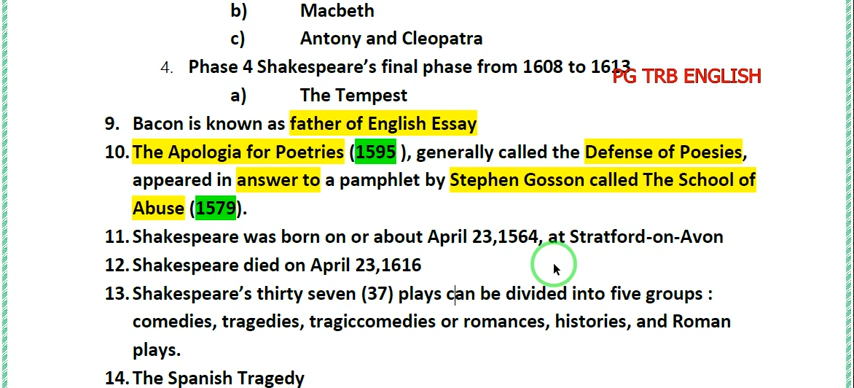 b) Macbeth
c) Antony and Cleopatra
4. Phase 4 Shakespeare’s final phase from 1608 to 1613
PG TRB ENGLISH
a) The Tempest
9. Bacon is known as father of English Essay
10. The Apologia for Poetries (1595 ), generally called the Defense of Poesies,
appeared in answer to a pamphlet by Stephen Gosson called The School of
Abuse (1579).
11. Shakespeare was born on or about April 23,1564, at Stratford-on-Avon
12. Shakespeare died on April 23,1616
13. Shakespeare’s thirty seven (37) plays can be divided into five groups :
comedies, tragedies, tragiccomedies or romances, histories, and Roman
plays.
14. The Spanish Tragedy